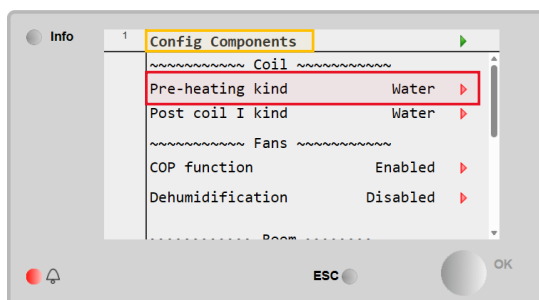 Info
1 Config Components
~~~~~~~~~~~ Coil ~~~~~~~~~~~
Pre-heating kind Water
Post coil I kind Water
~~~~~~~~~~~ Fans ~~~~~~~~~~~
COP function Enabled
Dehumidification Disabled
Room
ESC
OK